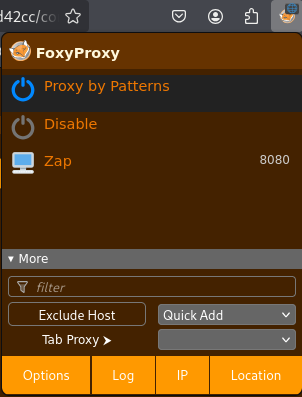 d42cc/co
FoxyProxy
Proxy by Patterns
Disable
Zap 8080
▾ More
filter
Exclude Host Quick Add
Tab Proxy ➤
Options Log IP Location